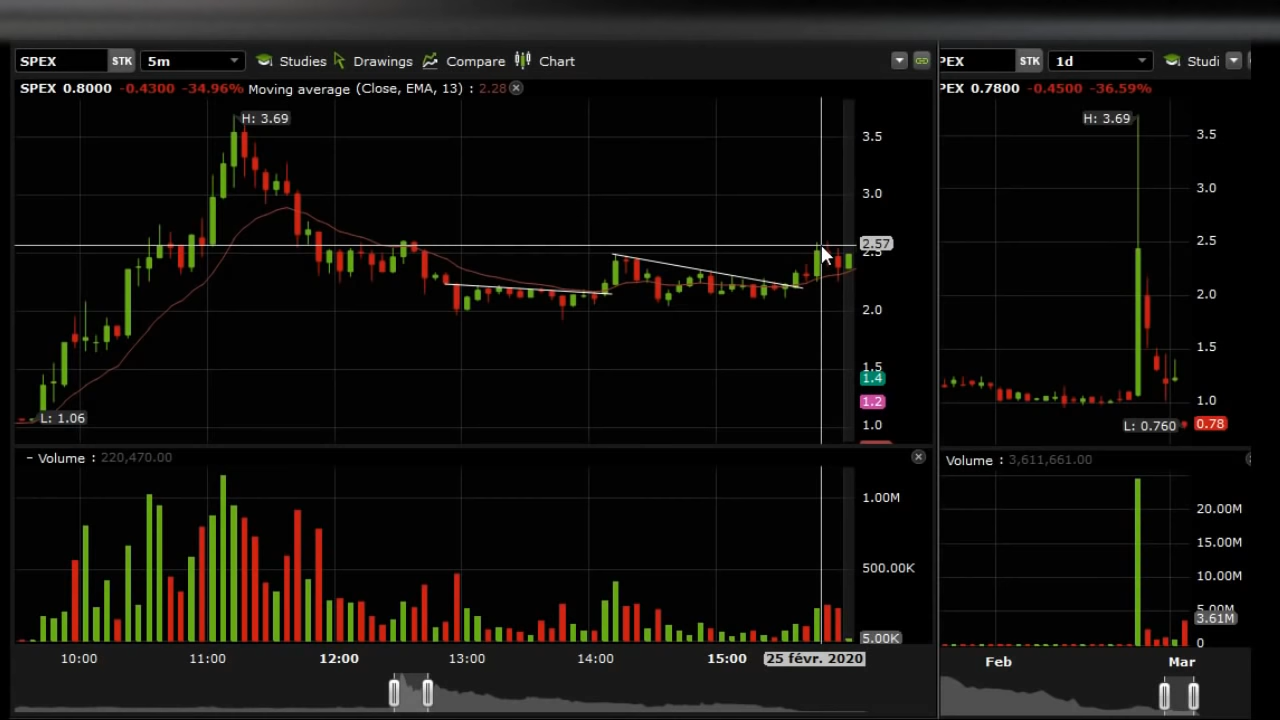 SPEX STK 5m Studies Drawings Compare Chart
SPEX 0.8000 -0.4300 -34.96% Moving average (Close, EMA, 13) : 2.28
H: 3.69
3.5
3.0
2.57
2.5
2.0
1.5
1.4
1.2
1.0
L: 1.06
– Volume : 220,470.00
1.00M
500.00K
5.00K
10:00 11:00 12:00 13:00 14:00 15:00 25 févr. 2020
PEX STK 1d Studi
PEX 0.7800 -0.4500 -36.59%
H: 3.69
3.5
3.0
2.5
2.0
1.5
1.0
L: 0.760 0.78
Volume : 3,611,661.00
20.00M
15.00M
10.00M
5.00M
3.61M
0
Feb Mar